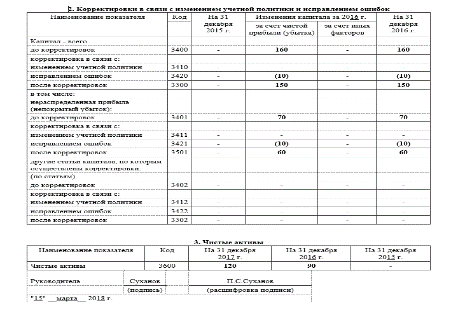 2. Корректировки в связи с изменением учетной политики и исправлением ошибок
Наименование показателя Код На 31 декабря 2015 г. Изменения капитала за 2016 г. На 31 декабря 2016 г.
за счет чистой прибыли (убытка) за счет иных факторов
Капитал - всего
до корректировок 3400 - 160 - 160
корректировка в связи с:
изменением учетной политики 3410
исправлением ошибок 3420 - (10) - (10)
после корректировок 3300 - 150 - 150
в том числе:
нераспределенная прибыль
(непокрытый убыток):
до корректировок 3401 - 70 - 70
корректировка в связи с:
изменением учетной политики 3411 - - - -
исправлением ошибок 3421 - (10) - (10)
после корректировок 3501 - 60 - 60
другие статьи капитала, по которым
осуществлены корректировки:
(по статьям)
до корректировок 3402 - - - -
корректировка в связи с:
изменением учетной политики 3412 - - - -
исправлением ошибок 3422 - - - -
после корректировок 3302 - - - -
3. Чистые активы
Наименование показателя Код На 31 декабря 2017 г. На 31 декабря 2016 г. На 31 декабря 2015 г.
Чистые активы 3600 120 90 -
Руководитель Суханов П.С.Суханов
(подпись) (расшифровка подписи)
"15" марта 2018 г.